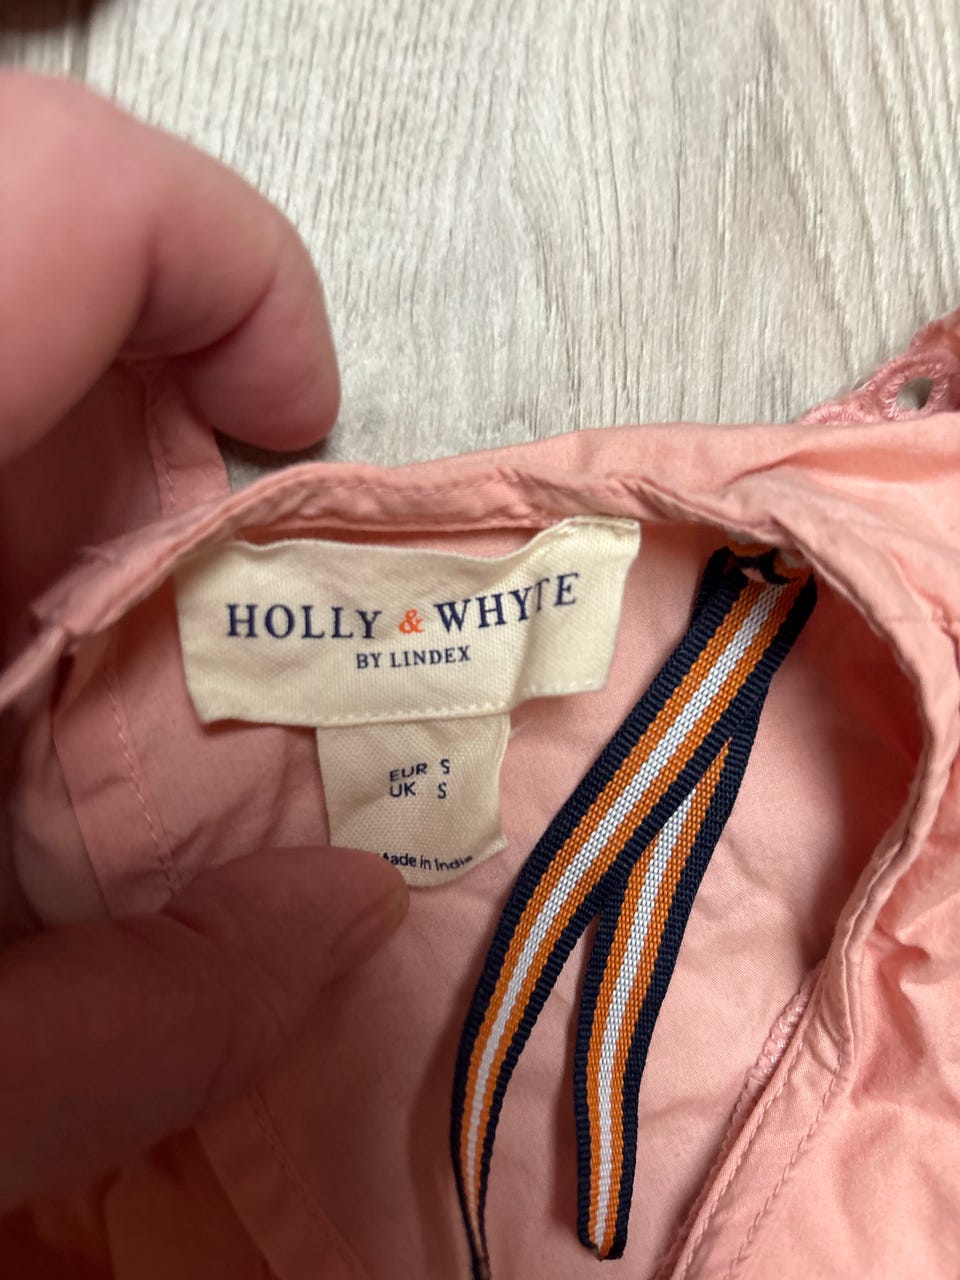 HOLLY & WHYTE
BY LINDEX
EUR S
UK S
Made in India